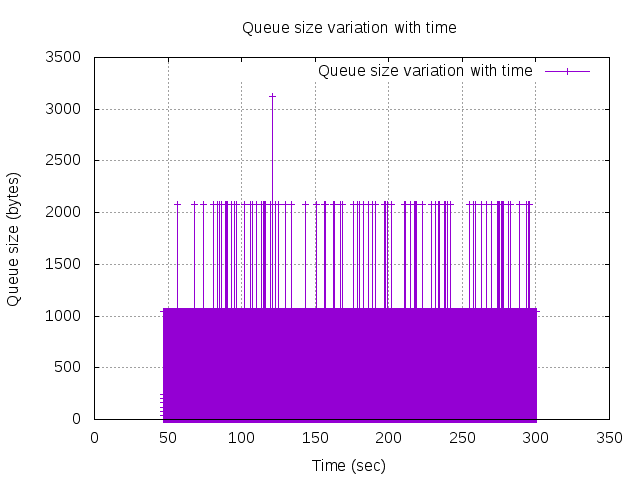 Queue size variation with time
Queue size variation with time
3500
3000
2500
2000
1500
1000
500
0
Queue size (bytes)
0 50 100 150 200 250 300 350
Time (sec)